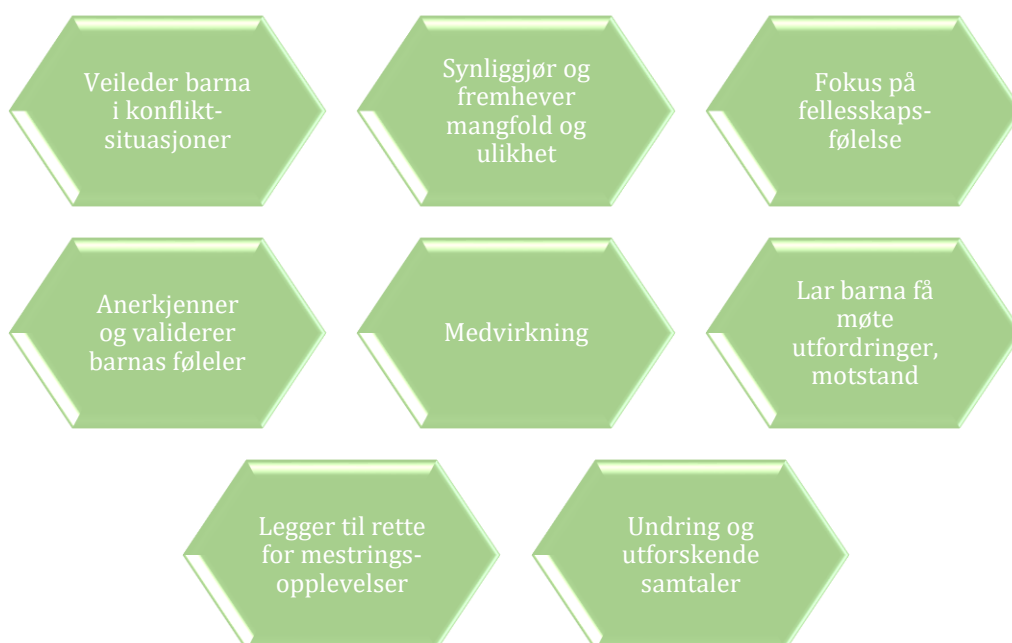 Veileder barna
i konflikt-
situasjoner
Synliggjør og
fremhever
mangfold og
ulikhet
Fokus på
fellesskaps-
følelse
Anerkjenner
og validerer
barnas føleler
Medvirkning
Lar barna få
møte
utfordringer,
motstand
Legger til rette
for mestrings-
opplevelser
Undring og
utforskende
samtaler